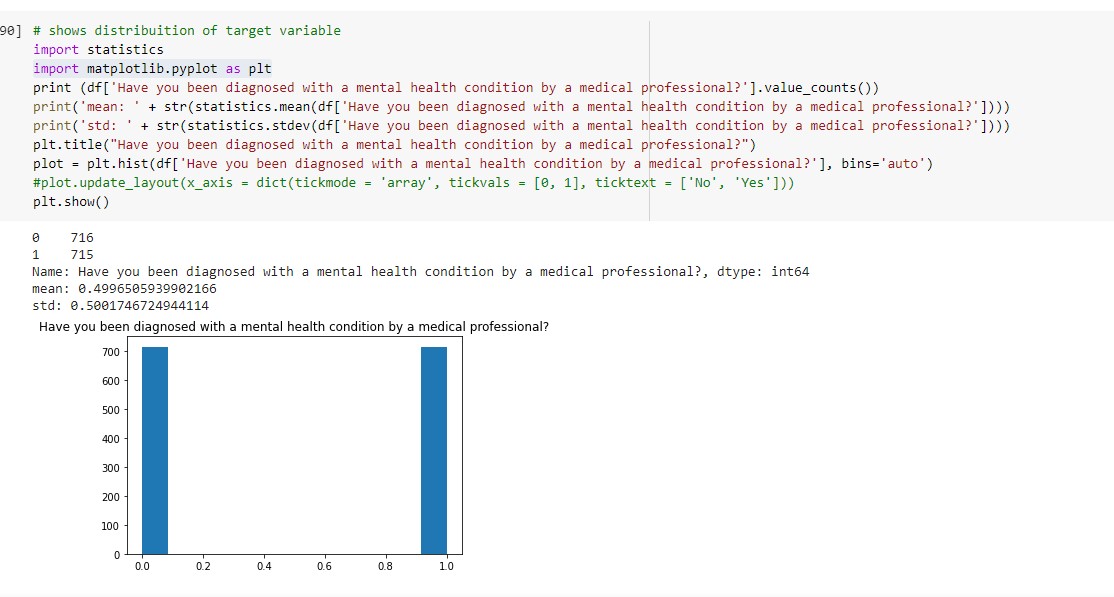 90] # shows distribuition of target variable
import statistics
import matplotlib.pyplot as plt
print (df['Have you been diagnosed with a mental health condition by a medical professional?'].value_counts())
print('mean: ' + str(statistics.mean(df['Have you been diagnosed with a mental health condition by a medical professional?'])))
print('std: ' + str(statistics.stdev(df['Have you been diagnosed with a mental health condition by a medical professional?'])))
plt.title("Have you been diagnosed with a mental health condition by a medical professional?")
plot = plt.hist(df['Have you been diagnosed with a mental health condition by a medical professional?'], bins='auto')
#plot.update_layout(x_axis = dict(tickmode = 'array', tickvals = [0, 1], ticktext = ['No', 'Yes']))
plt.show()
0 716
1 715
Name: Have you been diagnosed with a mental health condition by a medical professional?, dtype: int64
mean: 0.4996505939902166
std: 0.5001746724944114
Have you been diagnosed with a mental health condition by a medical professional?
700
600
500
400
300
200
100
0
0.0 0.2 0.4 0.6 0.8 1.0